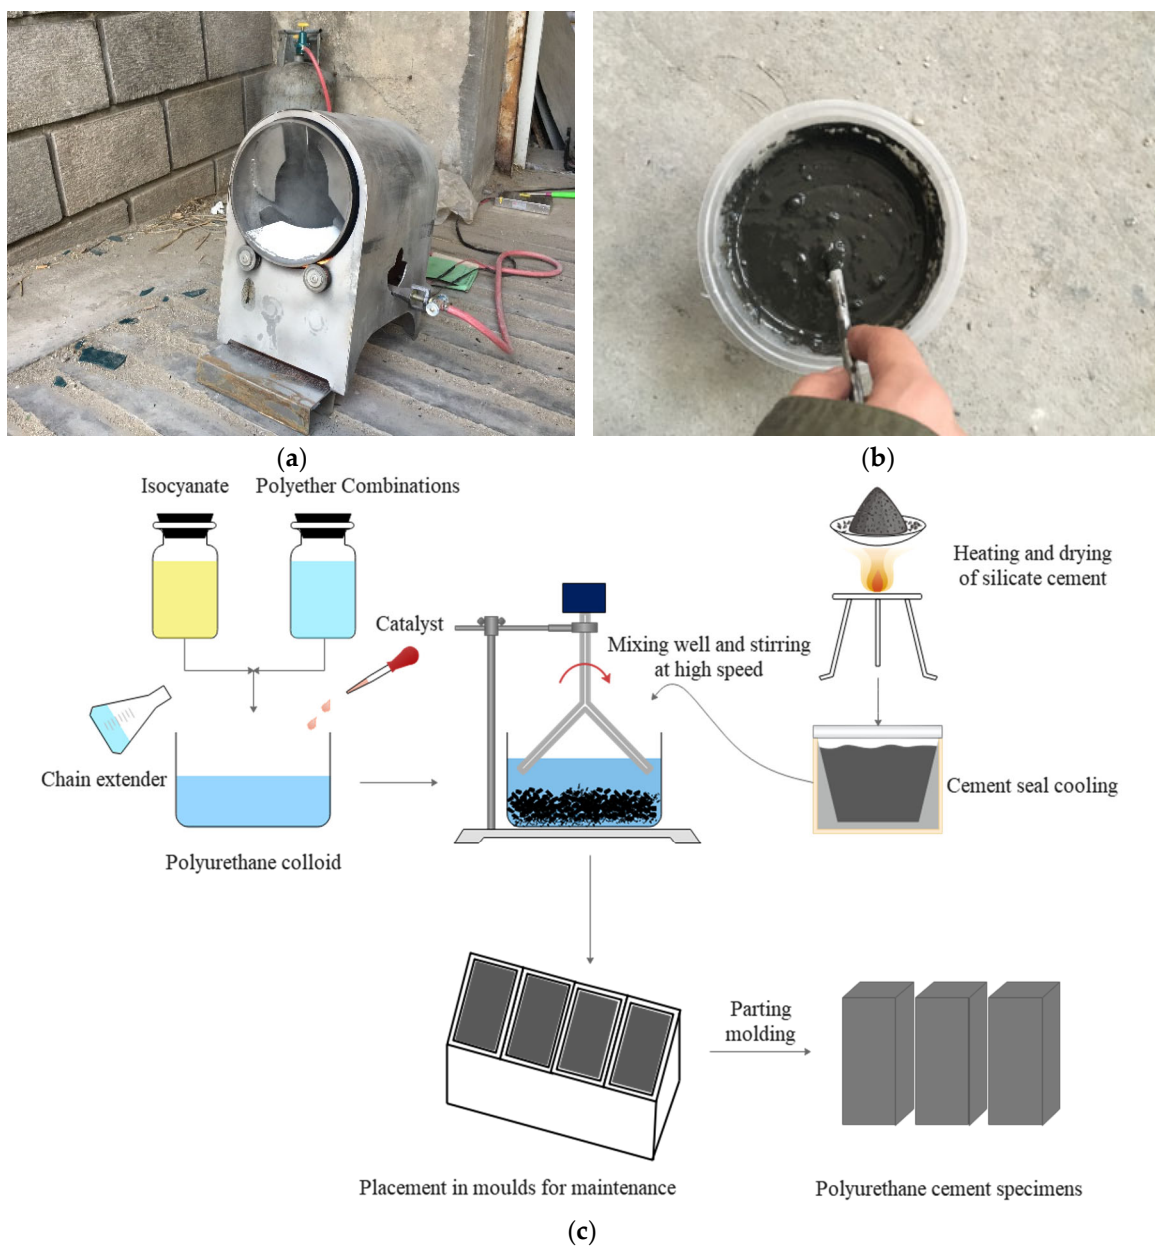 (a)
(b)
Isocyanate
Polyether Combinations
Heating and drying
of silicate cement
Catalyst
Mixing well and stirring
at high speed
Chain extender
Cement seal cooling
Polyurethane colloid
Parting
molding
Placement in moulds for maintenance
Polyurethane cement specimens
(c)